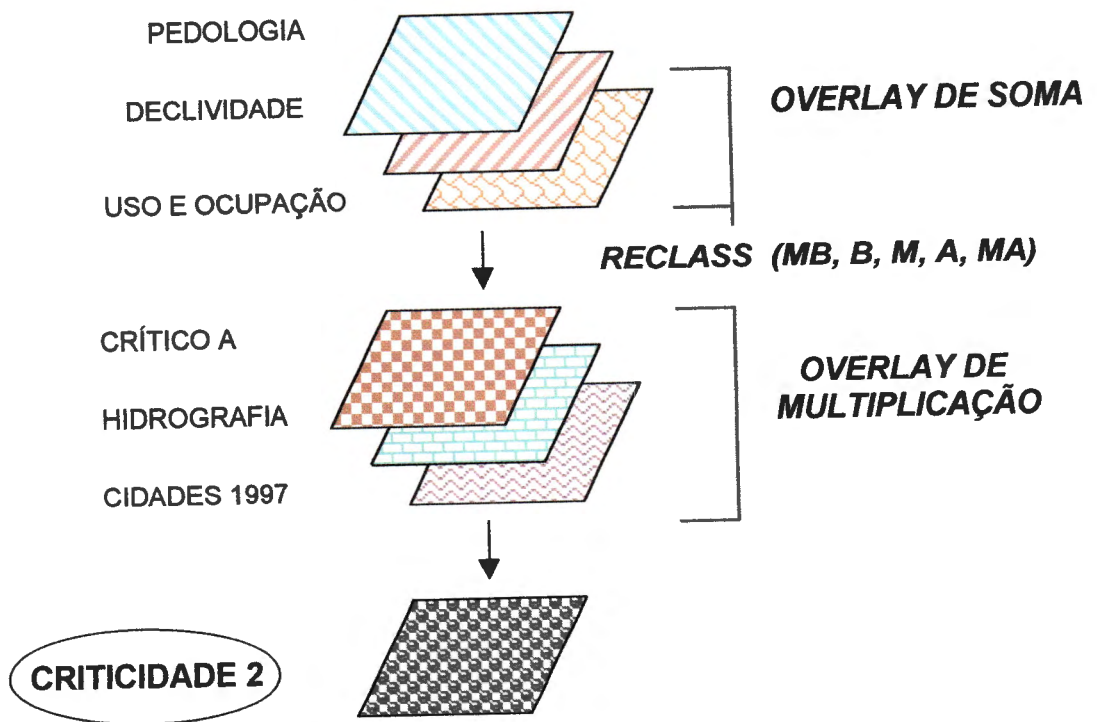 PEDOLOGIA
DECLIVIDADE
USO E OCUPAÇÃO
OVERLAY DE SOMA
RECLASS (MB, B, M, A, MA)
CRÍTICO A
HIDROGRAFIA
CIDADES 1997
OVERLAY DE
MULTIPLICAÇÃO
CRITICIDADE 2